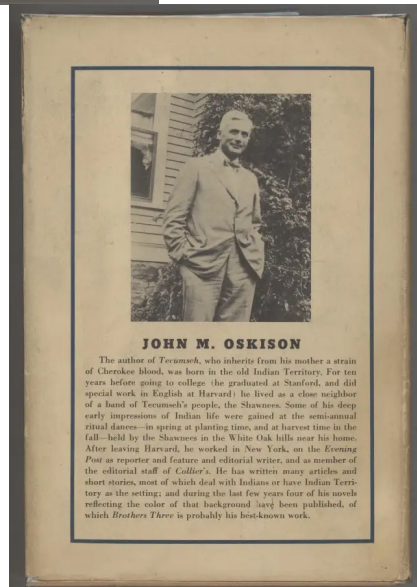 JOHN M. OSKISON
The author of Tecumseh, who inherits from his mother a strain
of Cherokee blood, was born in the old Indian Territory. For ten
years before going to college (he graduated at Stanford, and did
special work in English at Harvard) he lived as a close neighbor
of a band of Tecumseh's people, the Shawnees. Some of his deep
early impressions of Indian life were gained at the semi-annual
ritual dances—in spring at planting time, and at harvest time in the
fall—held by the Shawnees in the White Oak hills near his home.
After leaving Harvard, he worked in New York, on the Evening
Post as reporter and feature and editorial writer, and as member of
the editorial staff of Collier's. He has written many articles and
short stories, most of which deal with Indians or have Indian Terri-
tory as the setting; and during the last few years four of his novels
reflecting the color of that background have been published, of
which Brothers Three is probably his best-known work.